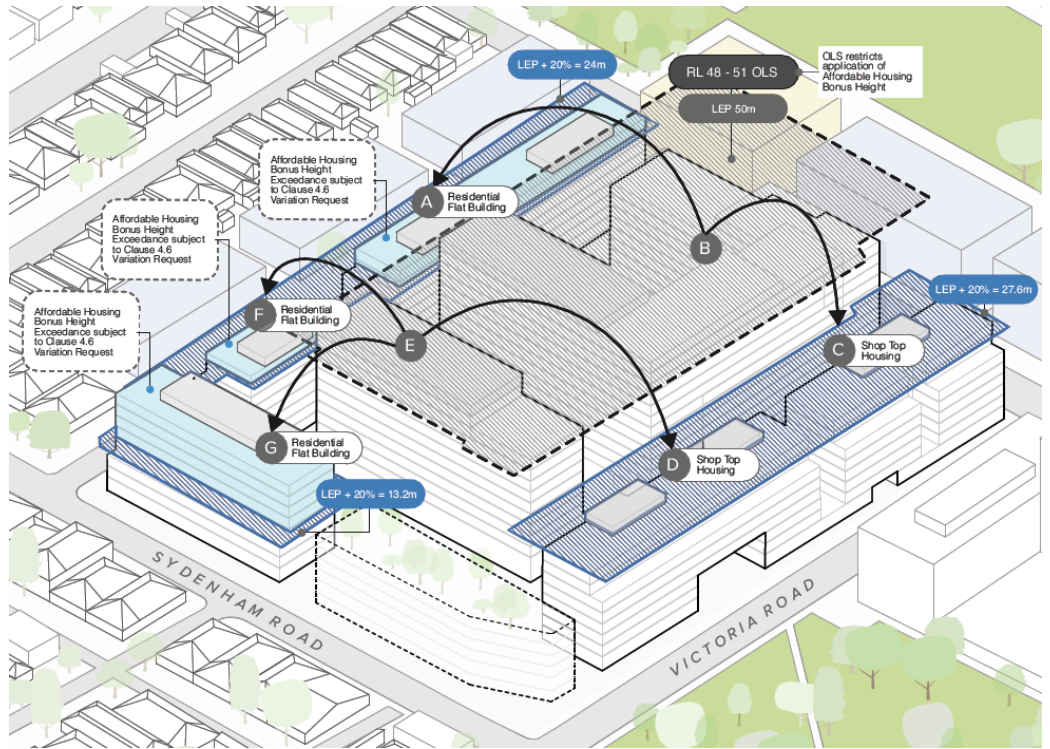 LEP + 20% = 24m
RL 48 - 51 OLS
OLS restricts
application of
Affordable Housing
Bonus Height
LEP 50m
Affordable Housing
Bonus Height
Exceedance subject
to Clause 4.6
Variation Request
A
Residential
Flat Building
Affordable Housing
Bonus Height
Exceedance subject
to Clause 4.6
Variation Request
B
LEP + 20% = 27.6m
Affordable Housing
Bonus Height
Exceedance subject
to Clause 4.6
Variation Request
F
Residential
Flat Building
E
C
Shop Top
Housing
G
Residential
Flat Building
D
Shop Top
Housing
LEP + 20% = 13.2m
SYDENHAM ROAD
VICTORIA ROAD